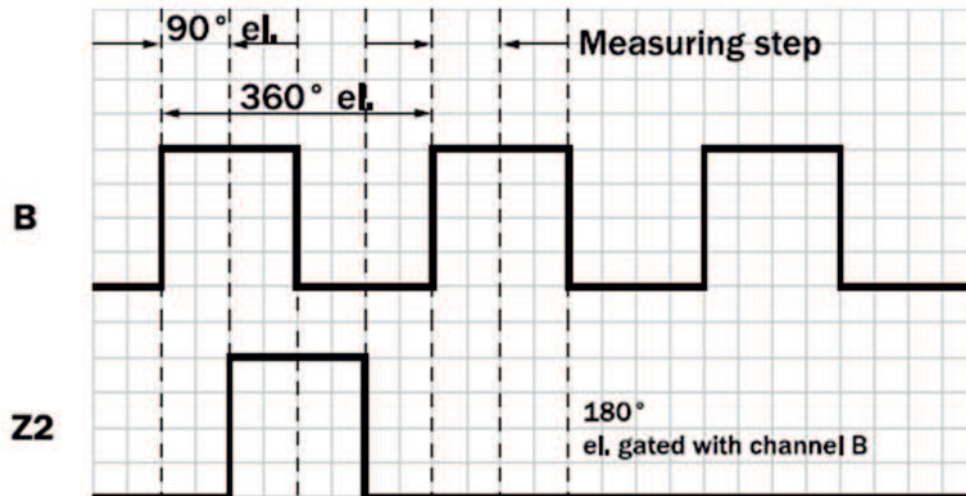 90° el.
Measuring step
360° el.
B
Z2
180°
el. gated with channel B